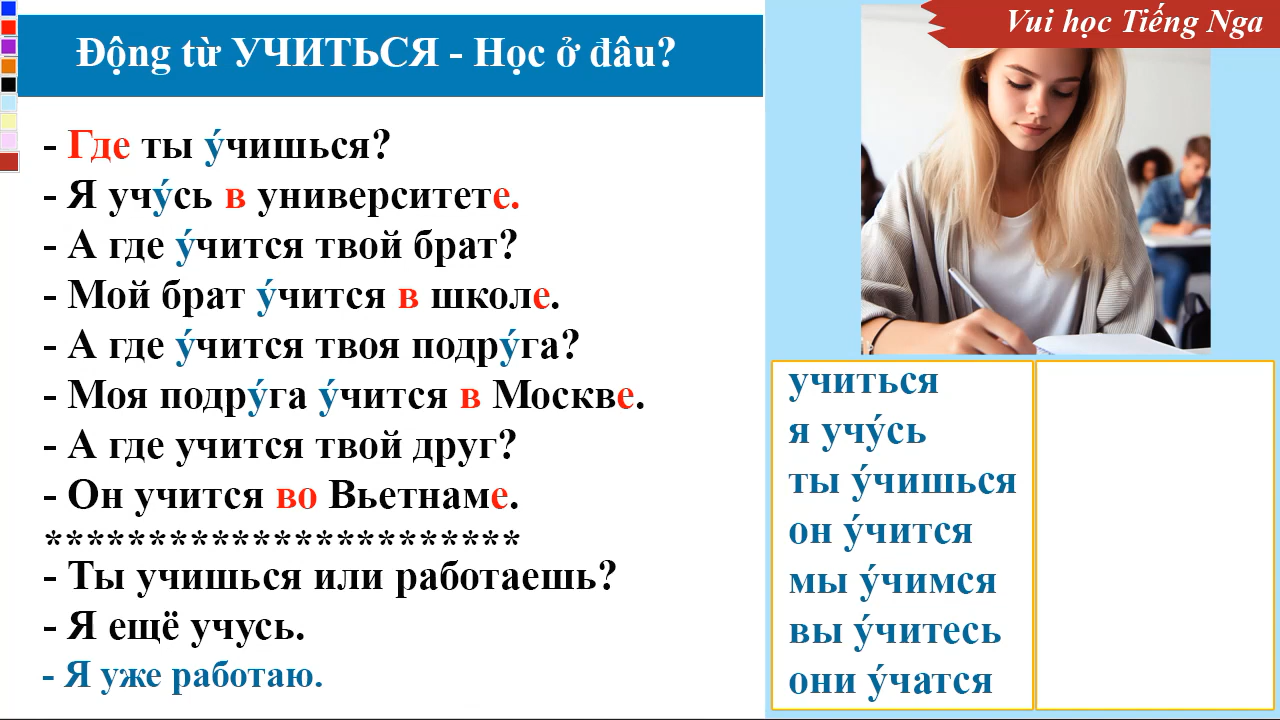 Động từ УЧИТЬСЯ - Học ở đâu?
Vui học Tiếng Nga
- Где ты у́чишься?
- Я учу́сь в университете.
- А где у́чится твой брат?
- Мой брат у́чится в школе.
- А где у́чится твоя подру́га?
- Моя подру́га у́чится в Москве.
- А где учится твой друг?
- Он учится во Вьетнаме.
***********************
- Ты учишься или работаешь?
- Я ещё учусь.
- Я уже работаю.
учиться
я учу́сь
ты у́чишься
он у́чится
мы у́чимся
вы у́читесь
они у́чатся